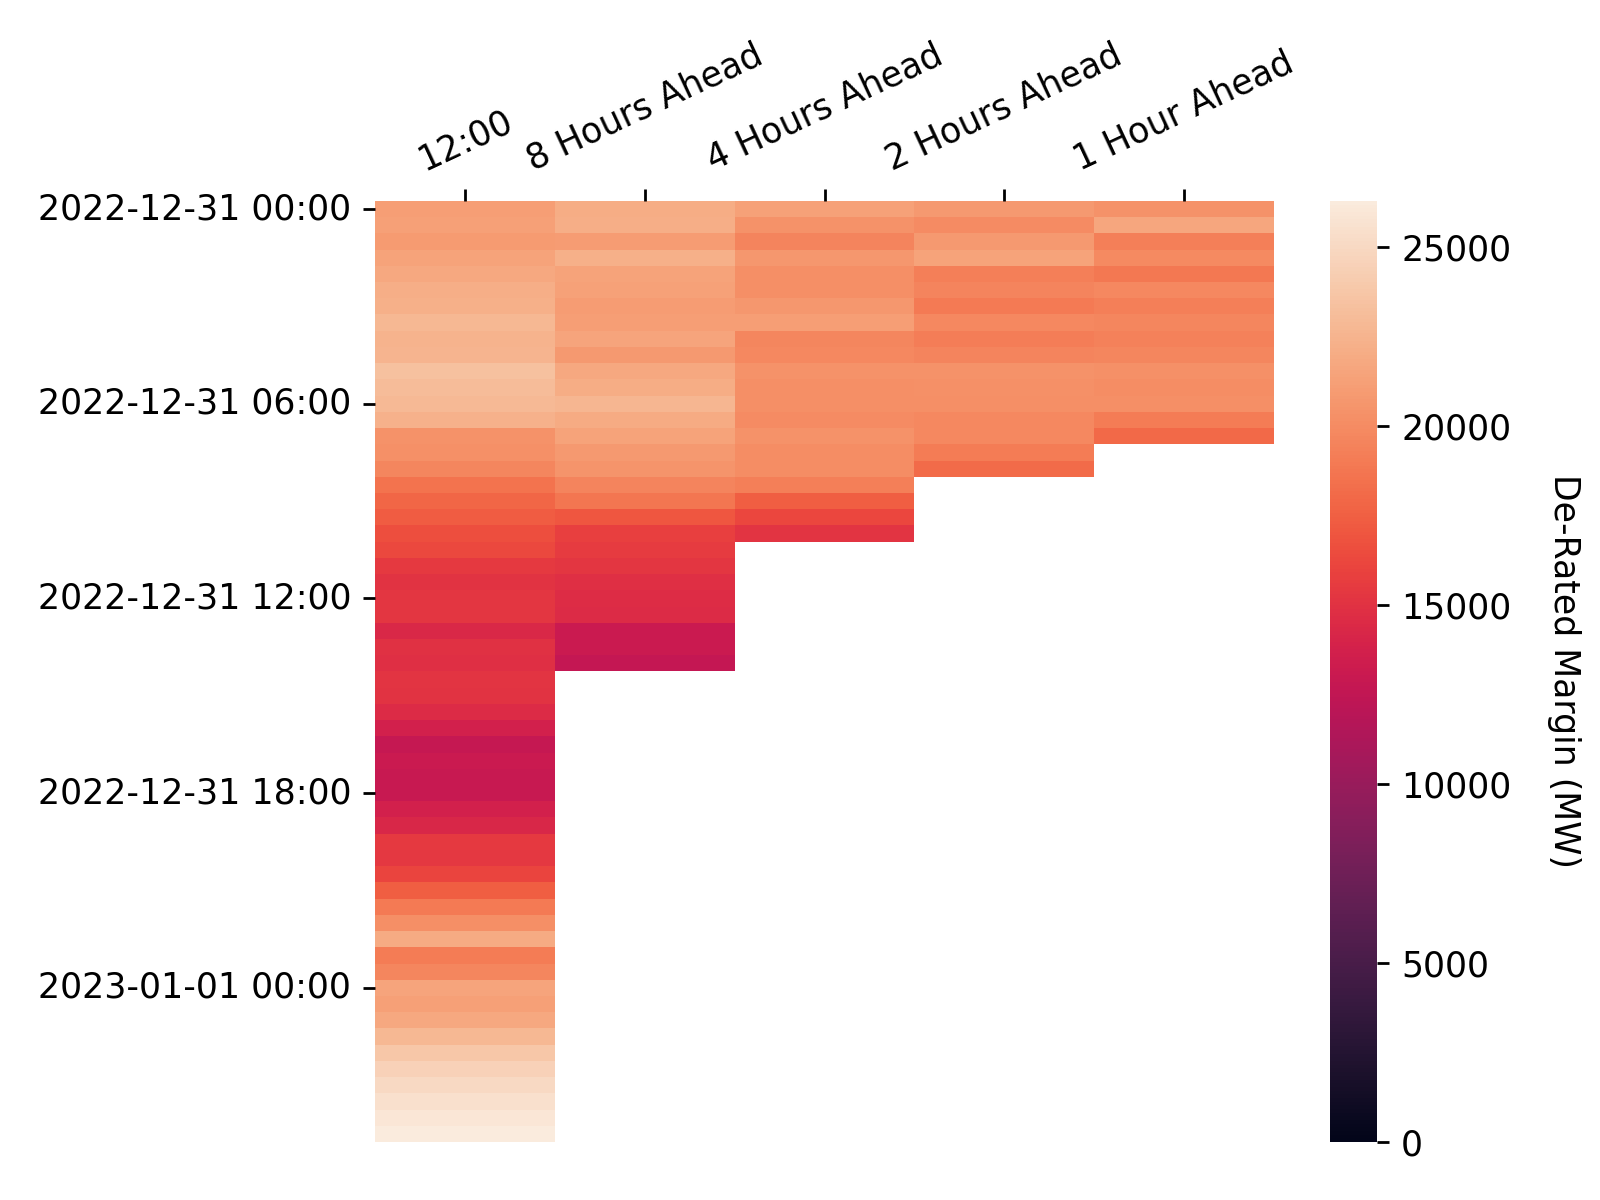 12:00
8 Hours Ahead
4 Hours Ahead
2 Hours Ahead
1 Hour Ahead
2022-12-31 00:00
2022-12-31 06:00
2022-12-31 12:00
2022-12-31 18:00
2023-01-01 00:00
25000
20000
15000
10000
5000
0
De-Rated Margin (MW)